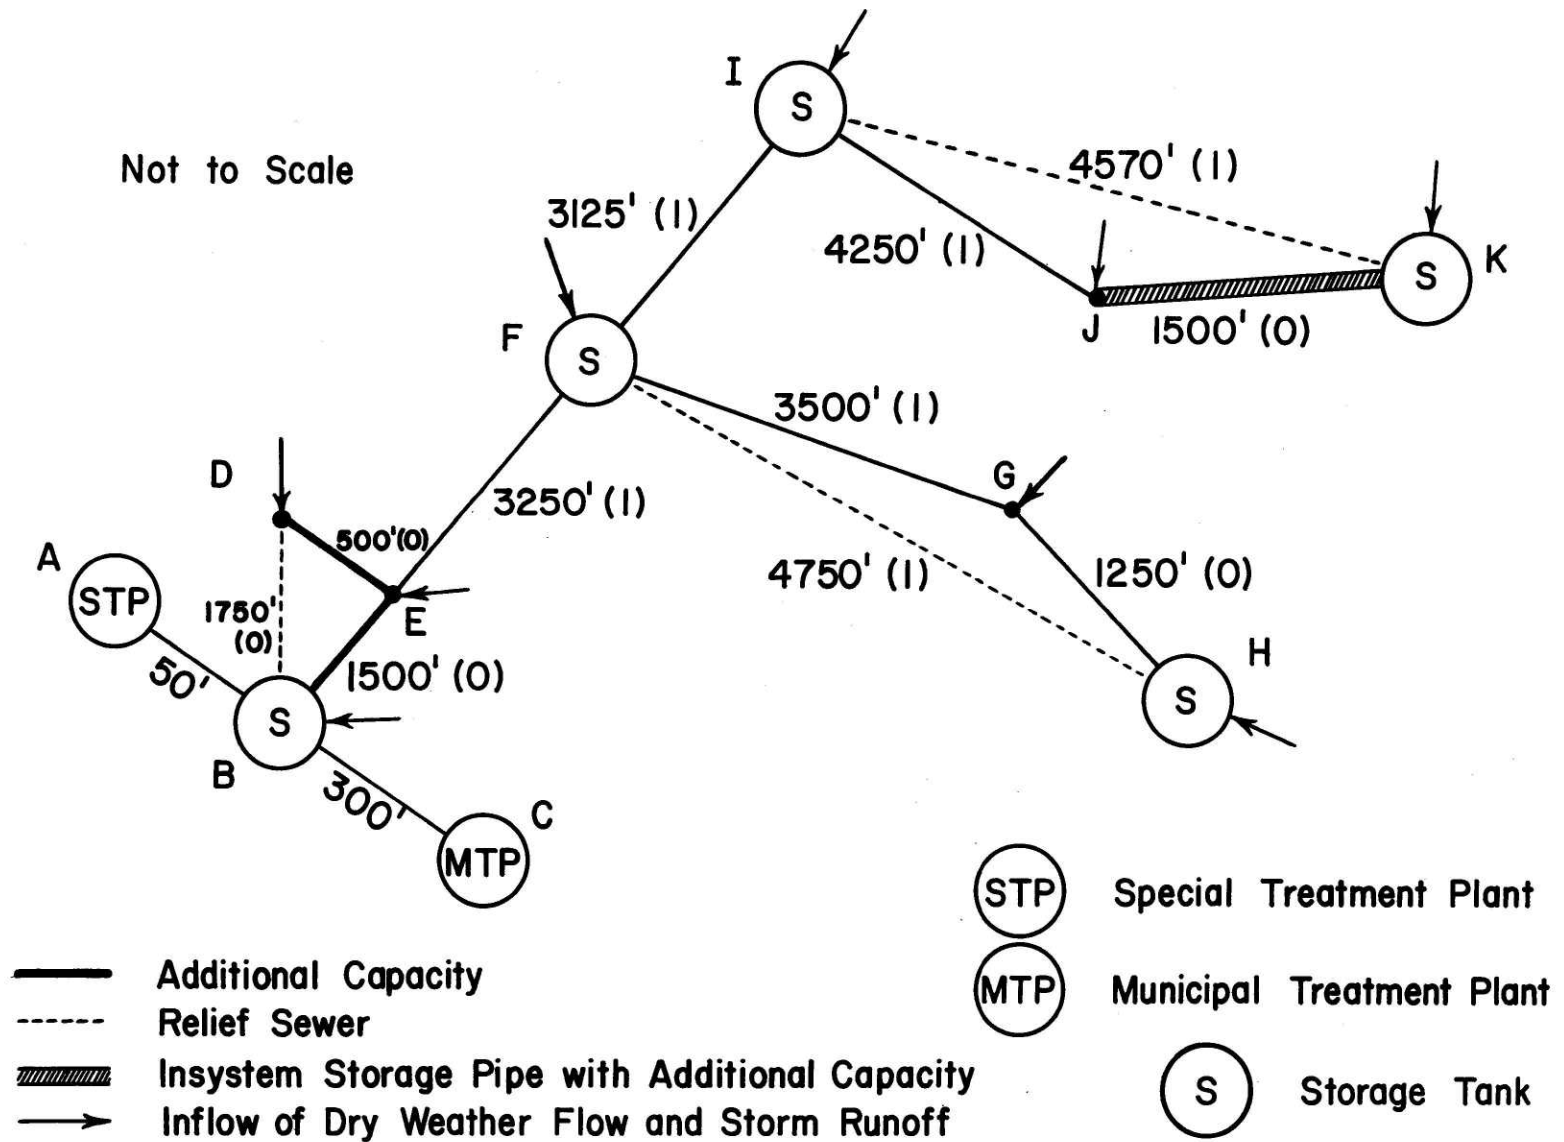 I
S
Not to Scale
4570' (1)
3125' (1)
4250' (1)
S
K
J
1500' (0)
F
S
3500' (1)
D
G
3250' (1)
500' (0)
A
4750' (1)
1250' (0)
STP
1750'
(0)
E
H
50'
1500' (0)
S
S
B
300'
C
MTP
STP Special Treatment Plant
Additional Capacity
MTP Municipal Treatment Plant
Relief Sewer
Insystem Storage Pipe with Additional Capacity
S Storage Tank
Inflow of Dry Weather Flow and Storm Runoff